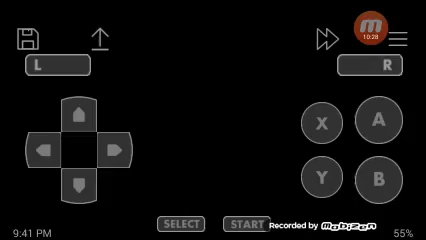 10:28
L
R
X
A
Y
B
SELECT
START
Recorded by Mobizen
9:41 PM
55%